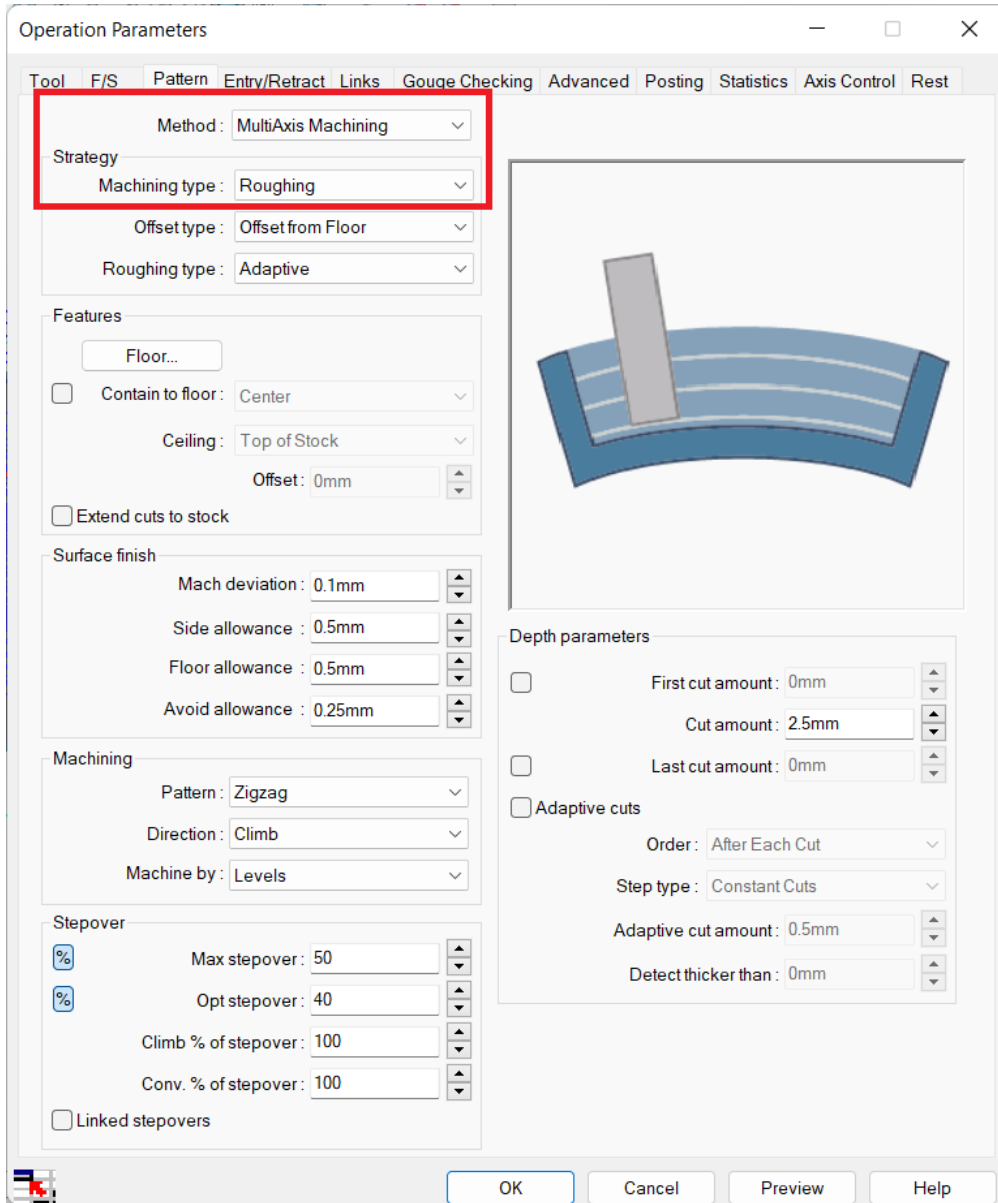 Operation Parameters
Tool F/S Pattern Entry/Retract Links Gouge Checking Advanced Posting Statistics Axis Control Rest
Method : MultiAxis Machining
Strategy
Machining type : Roughing
Offset type : Offset from Floor
Roughing type : Adaptive
Features
Floor...
Contain to floor : Center
Ceiling : Top of Stock
Offset : 0mm
Extend cuts to stock
Surface finish
Mach deviation : 0.1mm
Side allowance : 0.5mm
Floor allowance : 0.5mm
Avoid allowance : 0.25mm
Machining
Pattern : Zigzag
Direction : Climb
Machine by : Levels
Stepover
% Max stepover : 50
% Opt stepover : 40
Climb % of stepover : 100
Conv. % of stepover : 100
Linked stepovers
Depth parameters
First cut amount : 0mm
Cut amount : 2.5mm
Last cut amount : 0mm
Adaptive cuts
Order : After Each Cut
Step type : Constant Cuts
Adaptive cut amount : 0.5mm
Detect thicker than : 0mm
OK Cancel Preview Help